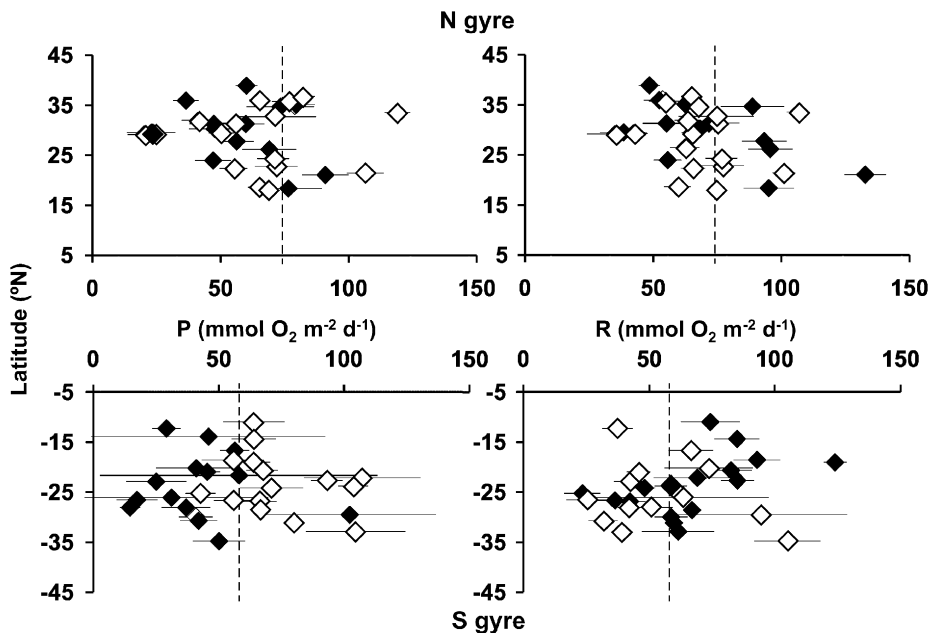 N gyre
45 45
35 35
25 25
15 15
5 5
0 50 100 150 0 50 100 150
Latitude (ºN)
P (mmol O₂ m⁻² d⁻¹) R (mmol O₂ m⁻² d⁻¹)
0 50 100 150 0 50 100 150
-5 -5
-15 -15
-25 -25
-35 -35
-45 -45
S gyre